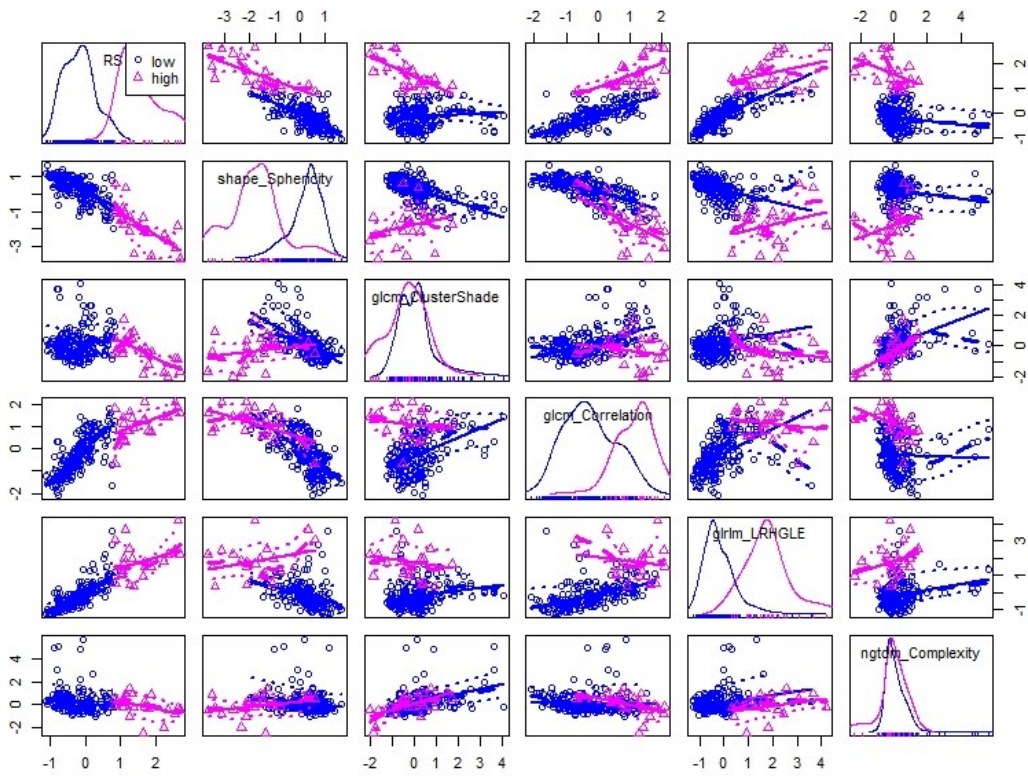 -3 -2 -1 0 1
-2 0 1 2
-2 0 2 4
RS
low
high
-1 0 1 2
shape_Sphericity
-3 -1 1
glcm_ClusterShade
-2 0 2 4
glcm_Correlation
-2 0 1 2
glrlm_LRHGLE
-1 1 3
ngtdm_Complexity
-2 0 2 4
-1 0 1 2
-2 -1 0 1 2 3 4
-1 0 1 2 3 4